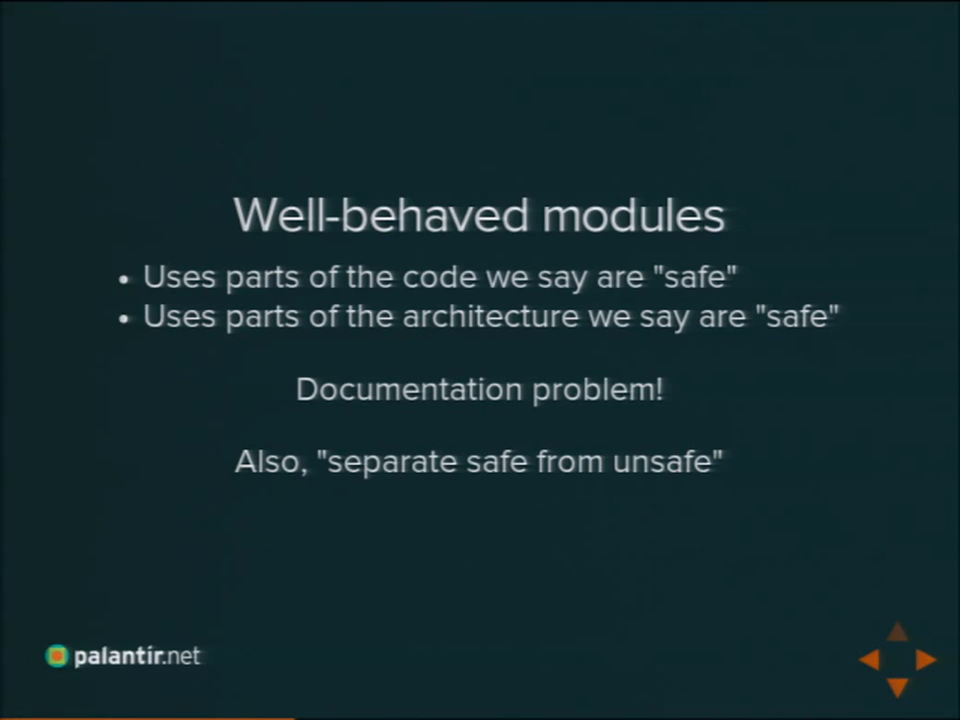 Well-behaved modules
• Uses parts of the code we say are "safe"
• Uses parts of the architecture we say are "safe"
Documentation problem!
Also, "separate safe from unsafe"
palantir.net